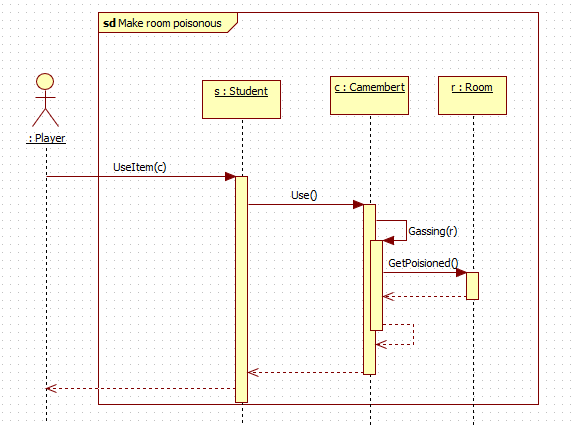 sd Make room poisonous
s : Student
c : Camembert
r : Room
: Player
UseItem(c)
Use()
Gassing(r)
GetPoisioned()